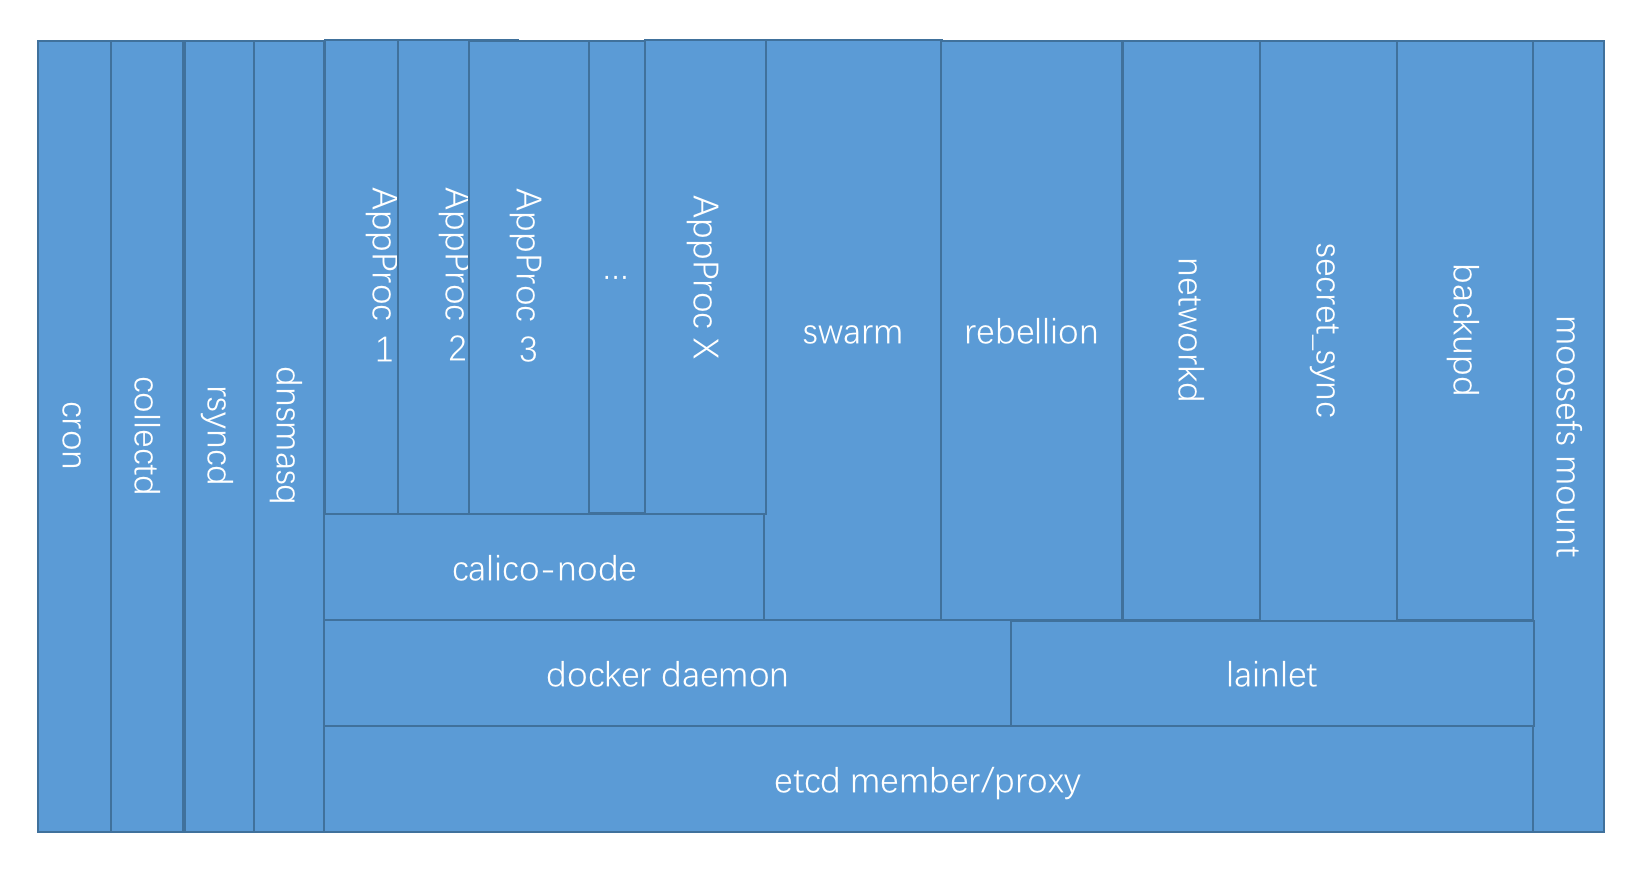 cron
collectd
rsyncd
dnsmasq
AppProc
1
AppProc
2
AppProc
3
...
AppProc X
swarm
rebellion
networkd
secret_sync
backupd
moosefs mount
calico-node
docker daemon
lainlet
etcd member/proxy